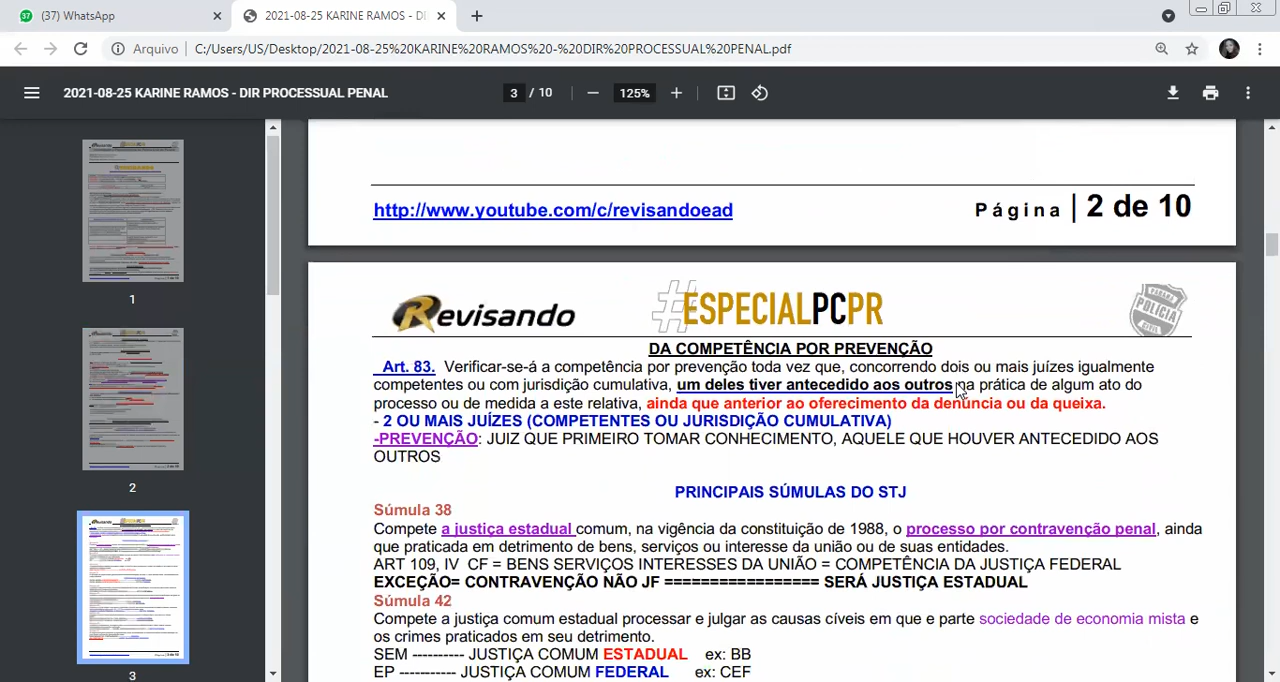 (37) WhatsApp
2021-08-25 KARINE RAMOS - DI
Arquivo
C:/Users/US/Desktop/2021-08-25%20KARINE%20RAMOS%20-%20DIR%20PROCESSUAL%20PENAL.pdf
2021-08-25 KARINE RAMOS - DIR PROCESSUAL PENAL
3 / 10
125%
1
2
3
http://www.youtube.com/c/revisandoead
Página | 2 de 10
Revisando
#ESPECIALPCPR
PARANÁ
POLÍCIA
CIVIL
DA COMPETÊNCIA POR PREVENÇÃO
Art. 83. Verificar-se-á a competência por prevenção toda vez que, concorrendo dois ou mais juízes igualmente
competentes ou com jurisdição cumulativa, um deles tiver antecedido aos outros na prática de algum ato do
processo ou de medida a este relativa, ainda que anterior ao oferecimento da denúncia ou da queixa.
- 2 OU MAIS JUÍZES (COMPETENTES OU JURISDIÇÃO CUMULATIVA)
-PREVENÇÃO: JUIZ QUE PRIMEIRO TOMAR CONHECIMENTO, AQUELE QUE HOUVER ANTECEDIDO AOS
OUTROS
PRINCIPAIS SÚMULAS DO STJ
Súmula 38
Compete a justiça estadual comum, na vigência da constituição de 1988, o processo por contravenção penal, ainda
que praticada em detrimento de bens, serviços ou interesse da união ou de suas entidades.
ART 109, IV CF = BENS SERVIÇOS INTERESSES DA UNIÃO = COMPETÊNCIA DA JUSTIÇA FEDERAL
EXCEÇÃO= CONTRAVENÇÃO NÃO JF ================= SERÁ JUSTIÇA ESTADUAL
Súmula 42
Compete a justiça comum estadual processar e julgar as causas cíveis em que e parte sociedade de economia mista e
os crimes praticados em seu detrimento.
SEM ---------- JUSTIÇA COMUM ESTADUAL ex: BB
EP ----------- JUSTIÇA COMUM FEDERAL ex: CEF